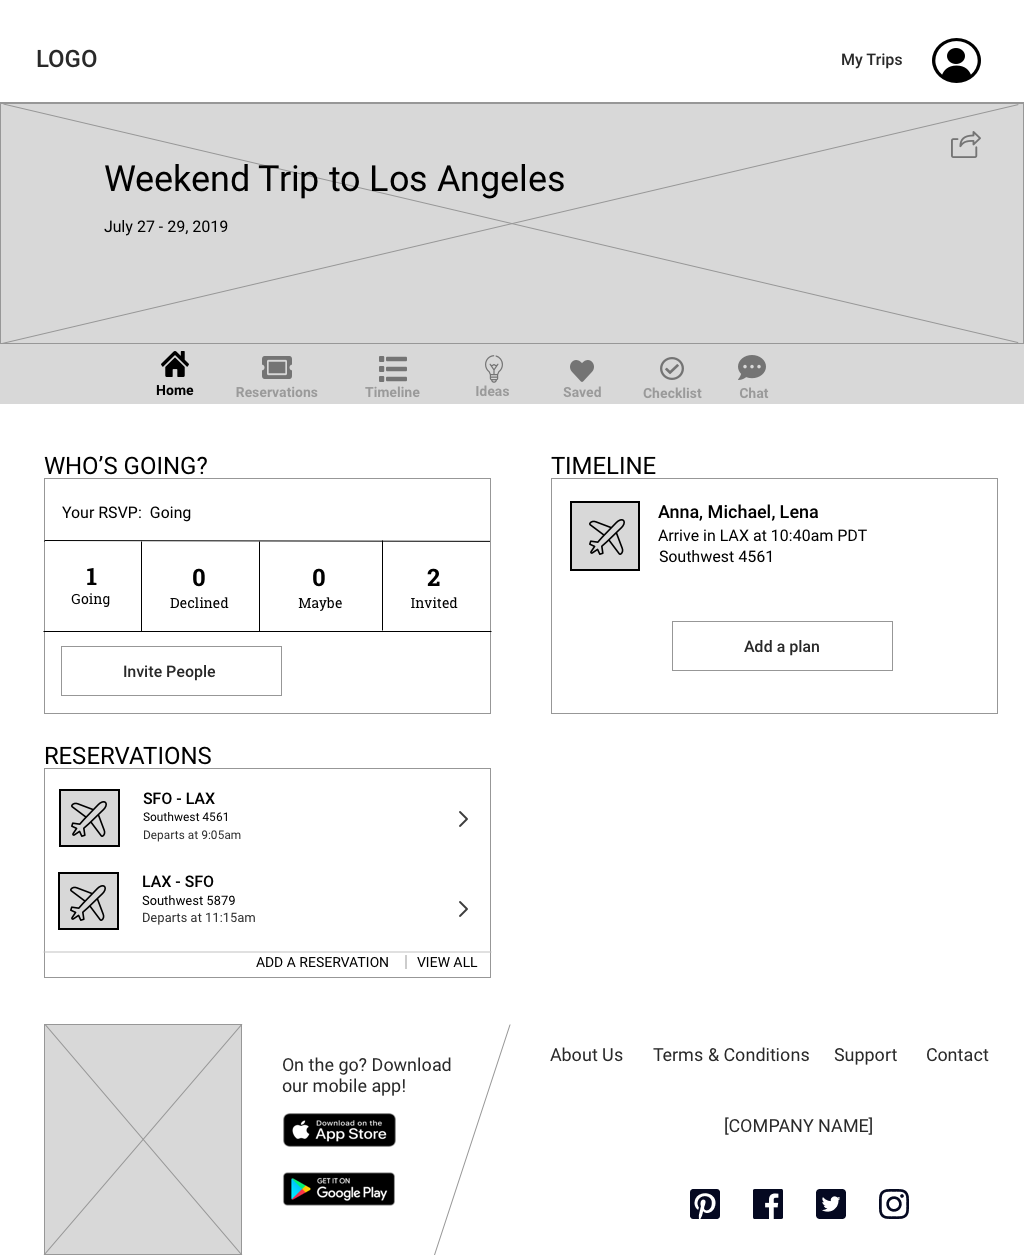 LOGO
My Trips
Weekend Trip to Los Angeles
July 27 - 29, 2019
Home
Reservations
Timeline
Ideas
Saved
Checklist
Chat
WHO’S GOING?
Your RSVP:  Going
1
Going
0
Declined
0
Maybe
2
Invited
Invite People
TIMELINE
Anna, Michael, Lena
Arrive in LAX at 10:40am PDT
Southwest 4561
Add a plan
RESERVATIONS
SFO - LAX
Southwest 4561
Departs at 9:05am
LAX - SFO
Southwest 5879
Departs at 11:15am
ADD A RESERVATION
VIEW ALL
On the go? Download
our mobile app!
Download on the
App Store
GET IT ON
Google Play
About Us
Terms & Conditions
Support
Contact
[COMPANY NAME]